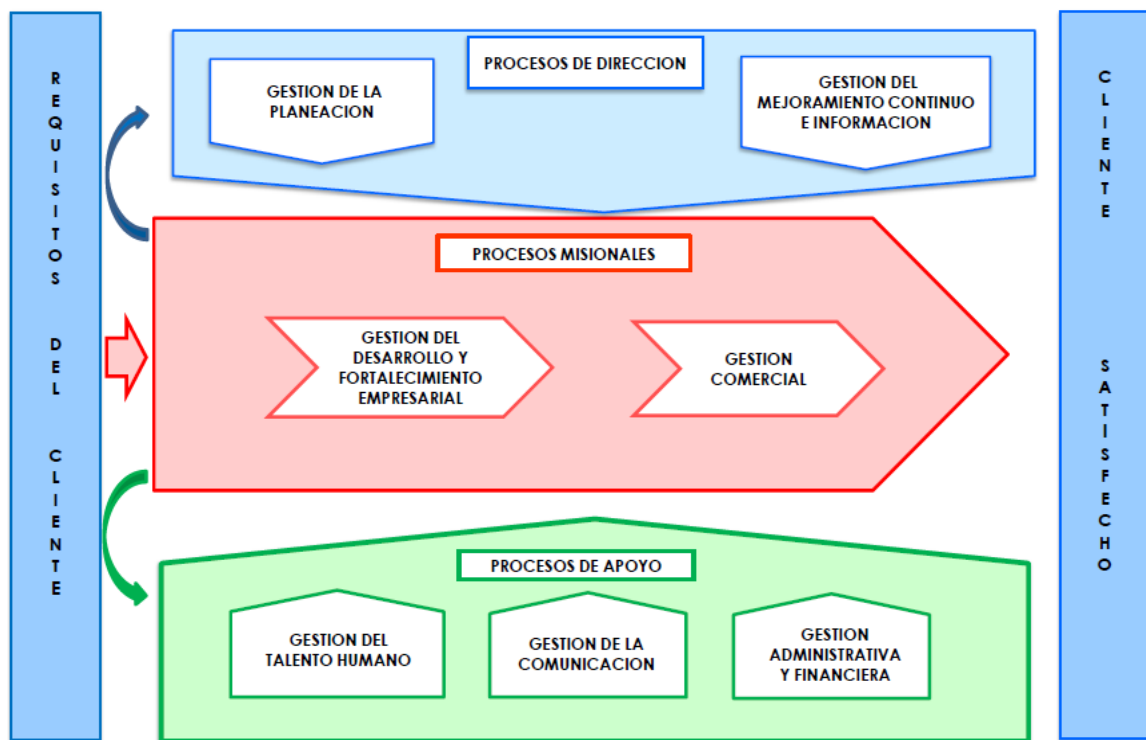 REQUISITOS DEL CLIENTE
PROCESOS DE DIRECCION
GESTION DE LA
PLANEACION
GESTION DEL
MEJORAMIENTO CONTINUO
E INFORMACION
PROCESOS MISIONALES
GESTION DEL
DESARROLLO Y
FORTALECIMIENTO
EMPRESARIAL
GESTION
COMERCIAL
PROCESOS DE APOYO
GESTION DEL
TALENTO HUMANO
GESTION DE LA
COMUNICACION
GESTION
ADMINISTRATIVA
Y FINANCIERA
CLIENTE SATISFECHO